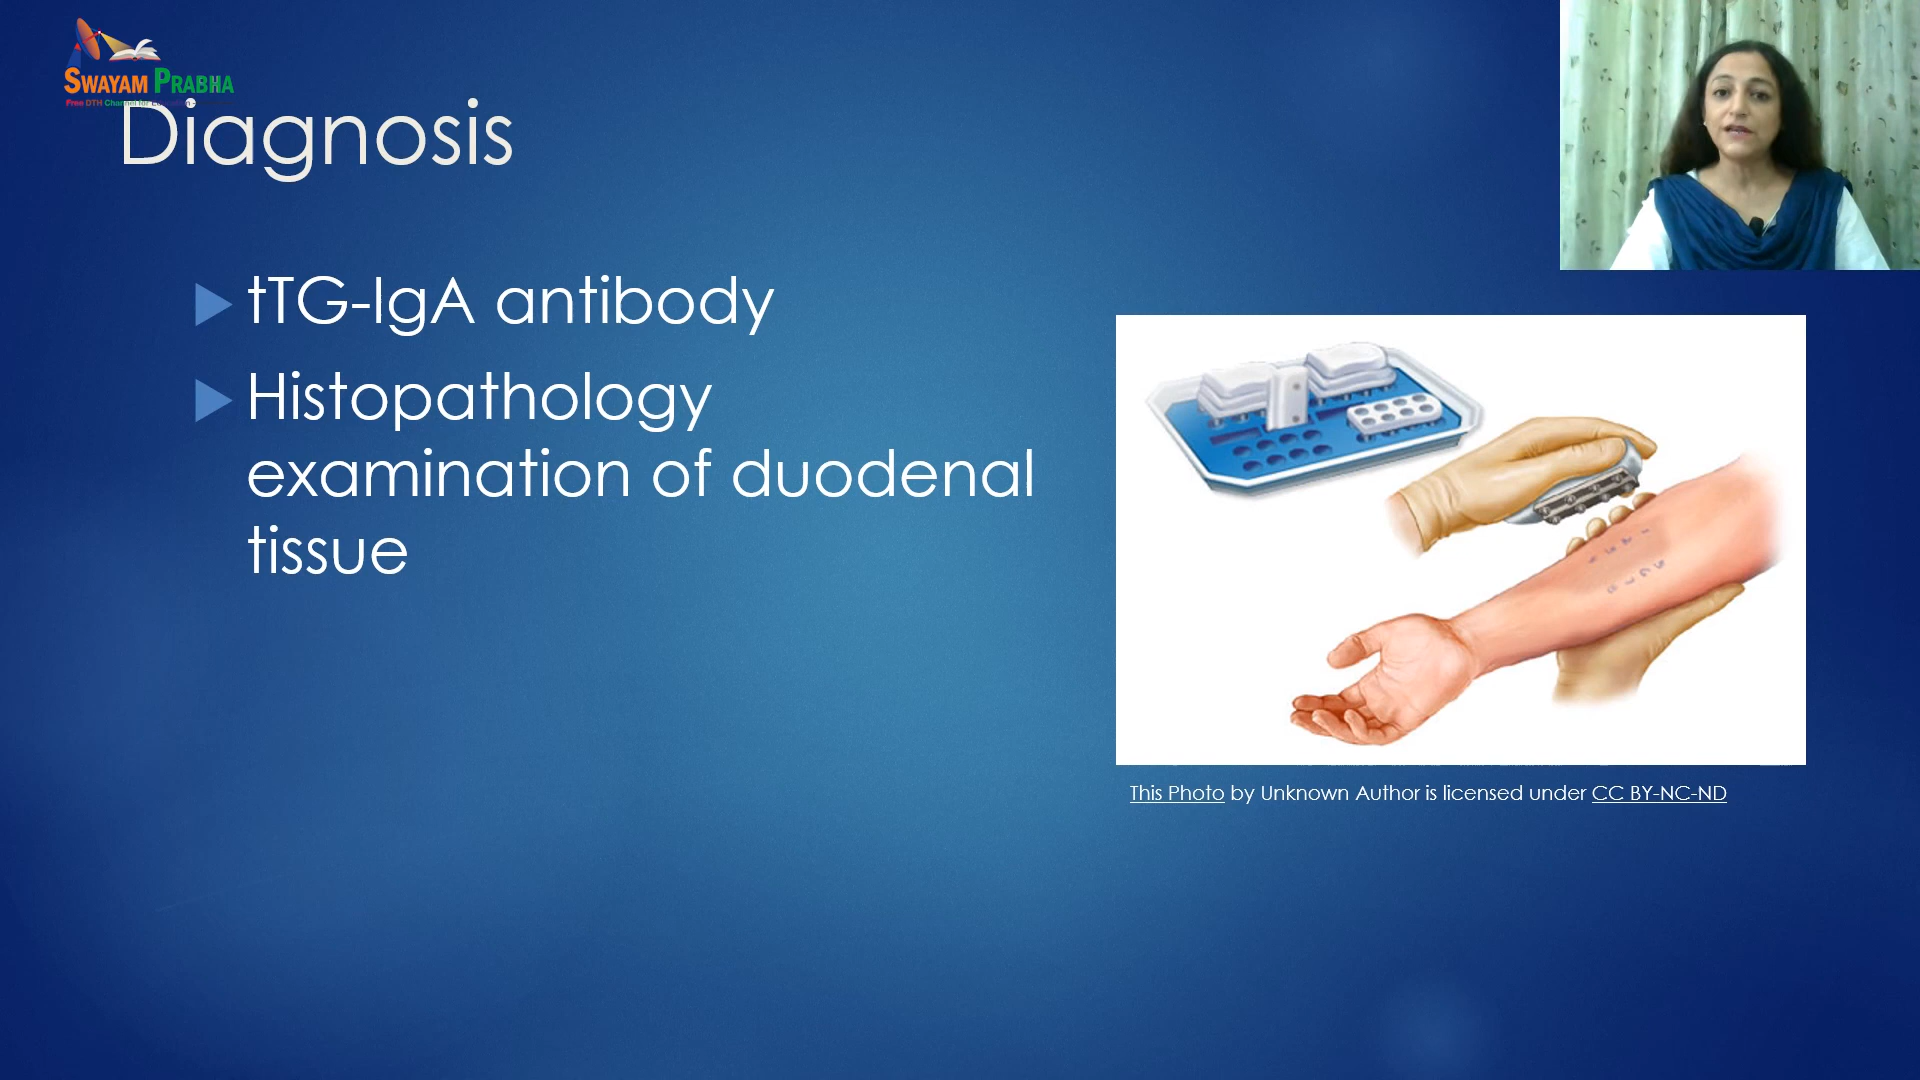 SWAYAM PRABHA
Free DTH Channel for Education
Diagnosis
tTG-IgA antibody
Histopathology
examination of duodenal
tissue
This Photo by Unknown Author is licensed under CC BY-NC-ND